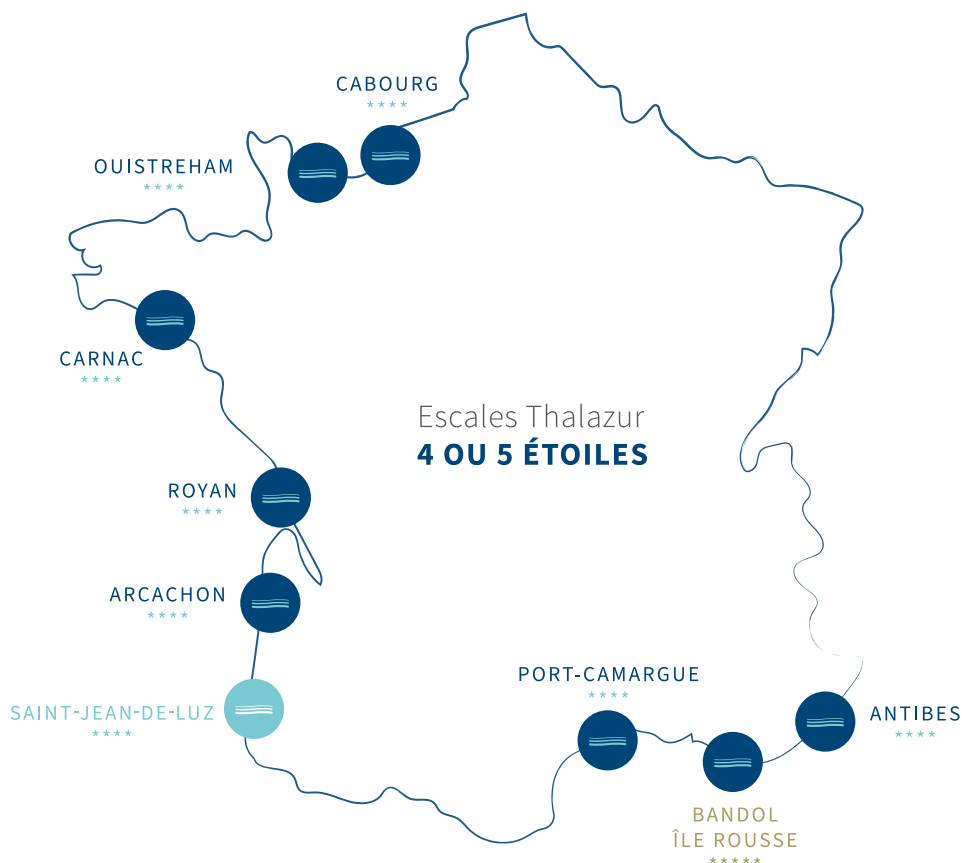 CABOURG
****
OUISTREHAM
****
CARNAC
****
Escales Thalazur
4 OU 5 ÉTOILES
ROYAN
****
ARCACHON
****
PORT-CAMARGUE
****
SAINT-JEAN-DE-LUZ
****
ANTIBES
****
BANDOL
ÎLE ROUSSE
*****